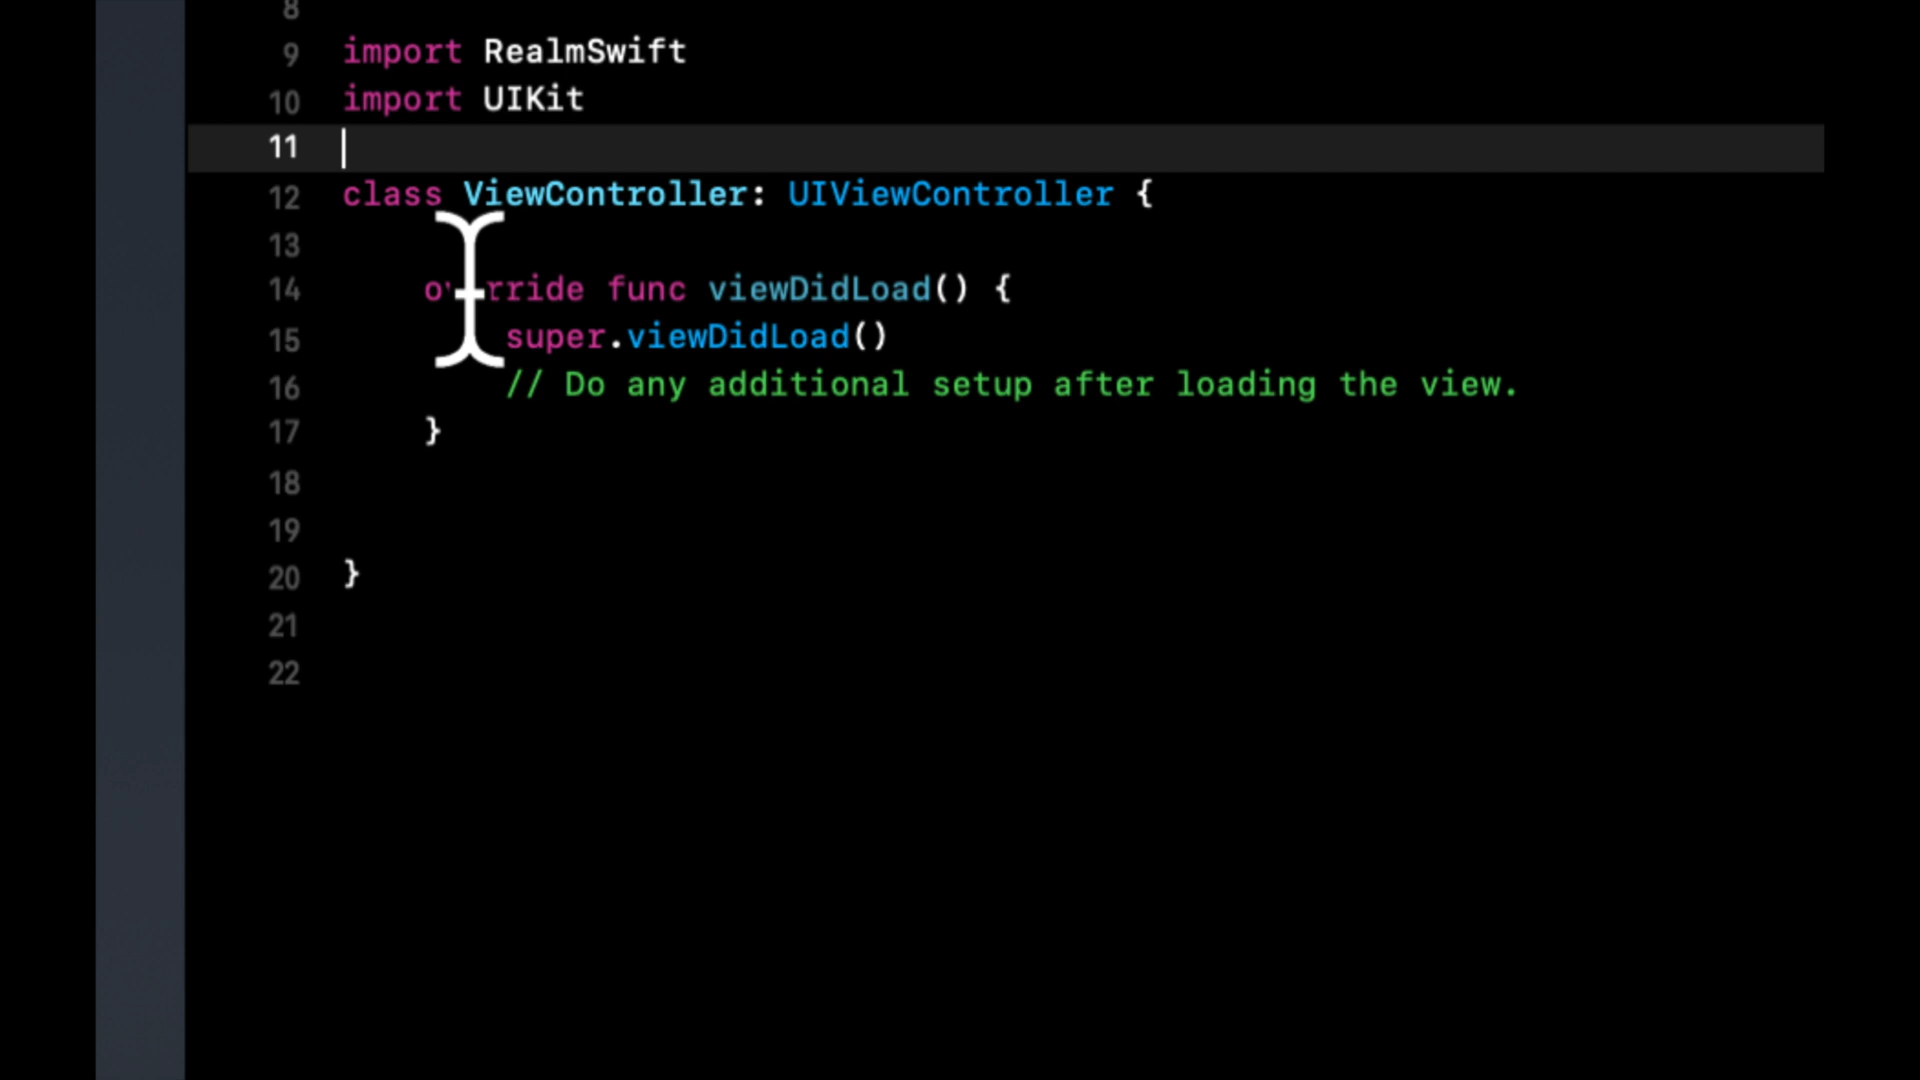 8
9 import RealmSwift
10 import UIKit
11
12 class ViewController: UIViewController {
13
14 override func viewDidLoad() {
15 super.viewDidLoad()
16 // Do any additional setup after loading the view.
17 }
18
19
20 }
21
22